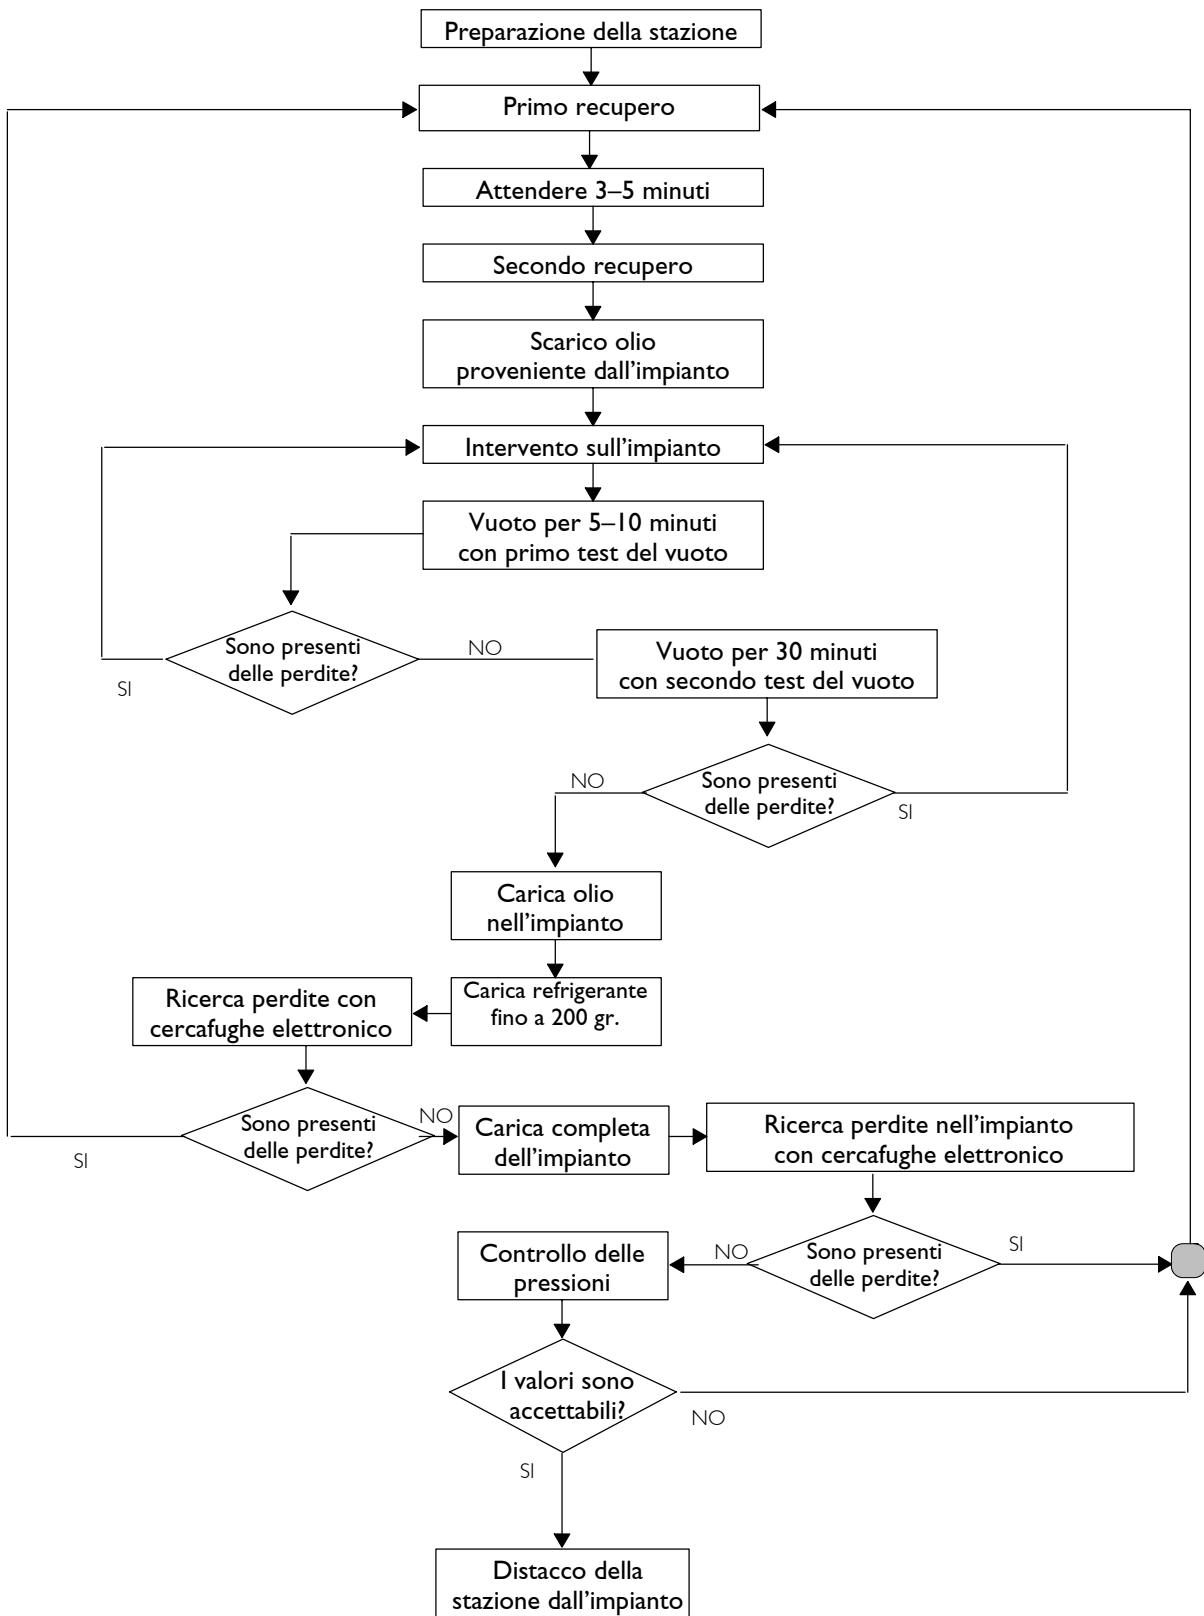 Preparazione della stazione
Primo recupero
Attendere 3–5 minuti
Secondo recupero
Scarico olio
proveniente dall'impianto
Intervento sull'impianto
Vuoto per 5–10 minuti
con primo test del vuoto
Sono presenti
delle perdite?
SI
NO
Vuoto per 30 minuti
con secondo test del vuoto
Sono presenti
delle perdite?
NO
SI
Carica olio
nell'impianto
Carica refrigerante
fino a 200 gr.
Ricerca perdite con
cercafughe elettronico
Sono presenti
delle perdite?
SI
NO
Carica completa
dell'impianto
Ricerca perdite nell'impianto
con cercafughe elettronico
Sono presenti
delle perdite?
SI
NO
Controllo delle
pressioni
I valori sono
accettabili?
NO
SI
Distacco della
stazione dall'impianto